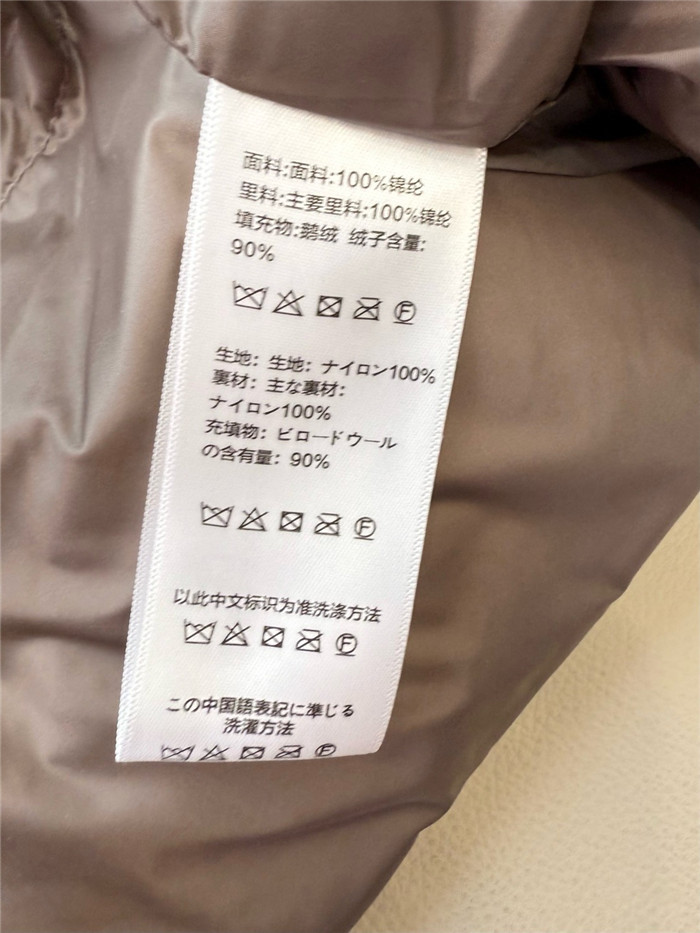 面料:面料:100%锦纶
里料:主要里料:100%锦纶
填充物:鹅绒 绒子含量:
90%
Ⓕ
生地: 生地: ナイロン100%
裏材: 主な裏材:
ナイロン100%
充填物: ビロードウール
の含有量: 90%
Ⓕ
以此中文标识为准洗涤方法
Ⓕ
この中国語表記に準じる
洗濯方法
Ⓕ